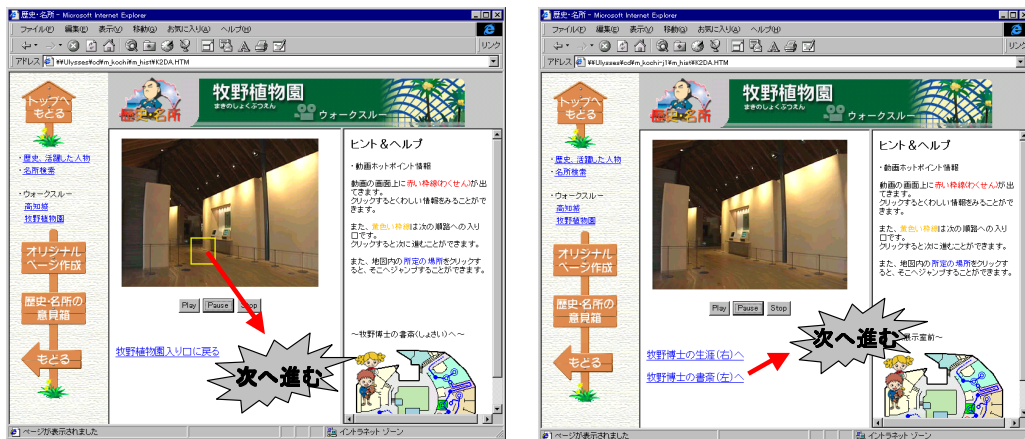 歴史・名所 - Microsoft Internet Explorer
ファイル(F) 編集(E) 表示(V) 移動(G) お気に入り(A) ヘルプ(H)
リンク
アドレス ¥¥Ulysses¥cd¥m_kochi¥m_hist¥K2DA.HTM
トップへ
もどる
歴史・名所
牧野植物園
まきのしょくぶつえん
ウォークスルー
・歴史、活躍した人物
・名所検索
・ウォークスルー
高知城
牧野植物園
オリジナル
ページ作成
歴史・名所の
意見箱
もどる
Play Pause Stop
牧野植物園入り口に戻る
次へ進む
ヒント&ヘルプ
・動画ホットポイント情報
動画の画面上に赤い枠線(わくせん)が出
てきます。
クリックするとくわしい情報をみることがで
きます。
また、黄色い枠線は次の順路への入り
口です。
クリックすると次に進むことができます。
また、地図内の所定の場所をクリックす
ると、そこへジャンプすることができます。
～牧野博士の書斎(しょさい)へ～
ページが表示されました
イントラネット ゾーン
歴史・名所 - Microsoft Internet Explorer
ファイル(F) 編集(E) 表示(V) 移動(G) お気に入り(A) ヘルプ(H)
リンク
アドレス ¥¥Ulysses¥cd¥m_kochi~j1¥m_hist¥K2DA.HTM
トップへ
もどる
歴史・名所
牧野植物園
まきのしょくぶつえん
ウォークスルー
・歴史、活躍した人物
・名所検索
・ウォークスルー
高知城
牧野植物園
オリジナル
ページ作成
歴史・名所の
意見箱
もどる
Play Pause Stop
牧野博士の生涯(右)へ
牧野博士の書斎(左)へ
次へ進む
ヒント&ヘルプ
・動画ホットポイント情報
動画の画面上に赤い枠線(わくせん)が出
てきます。
クリックするとくわしい情報をみることがで
きます。
また、黄色い枠線は次の順路への入り
口です。
クリックすると次に進むことができます。
また、地図内の所定の場所をクリックす
ると、そこへジャンプすることができます。
展示室前～
ページが表示されました
イントラネット ゾーン